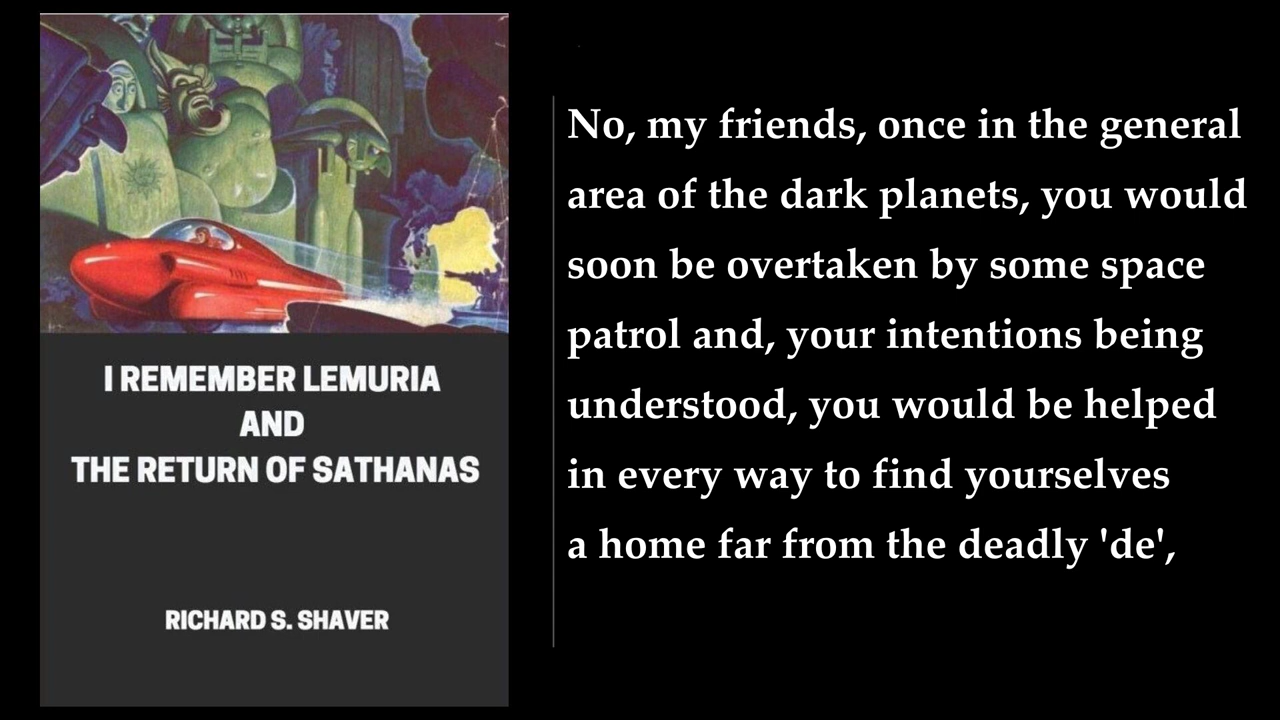 I REMEMBER LEMURIA
AND
THE RETURN OF SATHANAS
RICHARD S. SHAVER
No, my friends, once in the general
area of the dark planets, you would
soon be overtaken by some space
patrol and, your intentions being
understood, you would be helped
in every way to find yourselves
a home far from the deadly 'de',